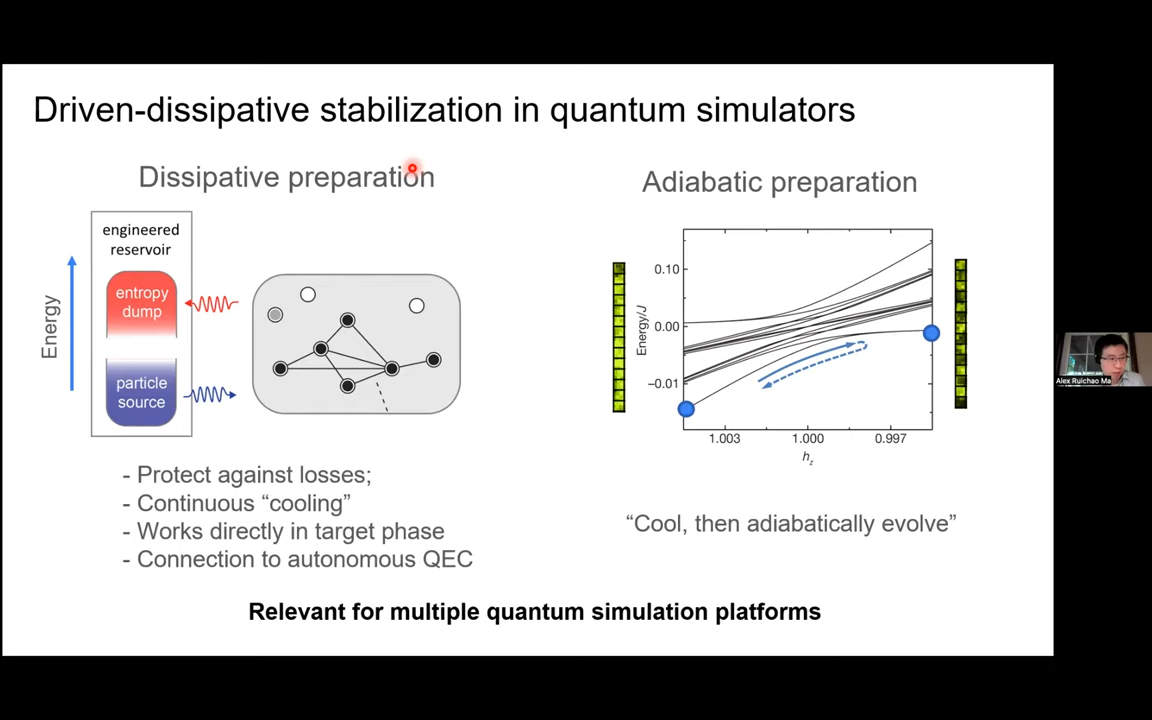 Driven-dissipative stabilization in quantum simulators
Dissipative preparation
engineered
reservoir
entropy
dump
particle
source
Energy
- Protect against losses;
- Continuous “cooling”
- Works directly in target phase
- Connection to autonomous QEC
Adiabatic preparation
Energy/J
0.10
0.00
−0.01
1.003
1.000
0.997
hz
“Cool, then adiabatically evolve”
Relevant for multiple quantum simulation platforms
Alex Ruichao Ma